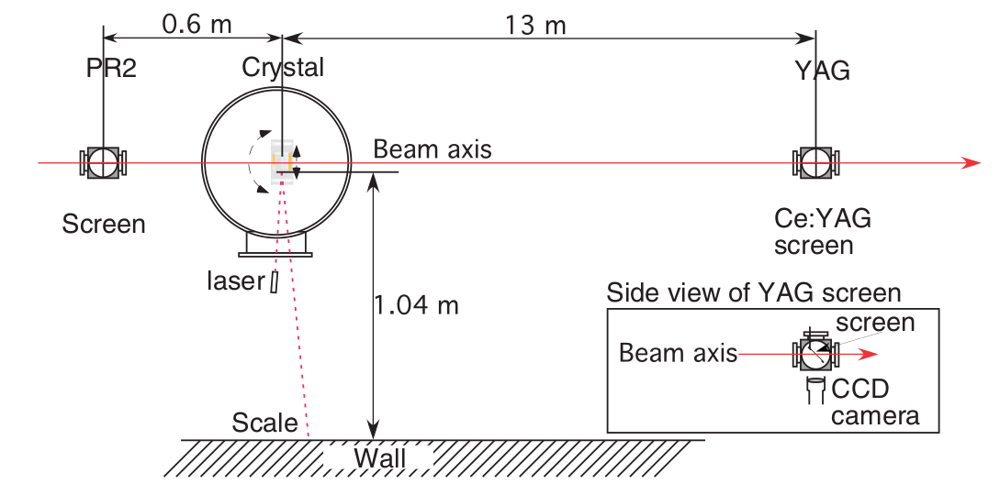 0.6 m
13 m
PR2
Crystal
YAG
Beam axis
Screen
Ce:YAG
screen
laser
1.04 m
Side view of YAG screen
screen
Beam axis
CCD
camera
Scale
Wall